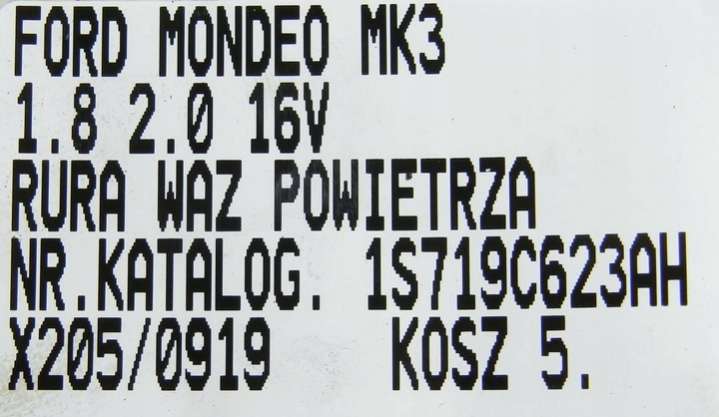 FORD MONDEO MK3
1.8 2.0 16V
RURA WAZ POWIETRZA
NR.KATALOG. 1S719C623AH
X205/0919 KOSZ 5.